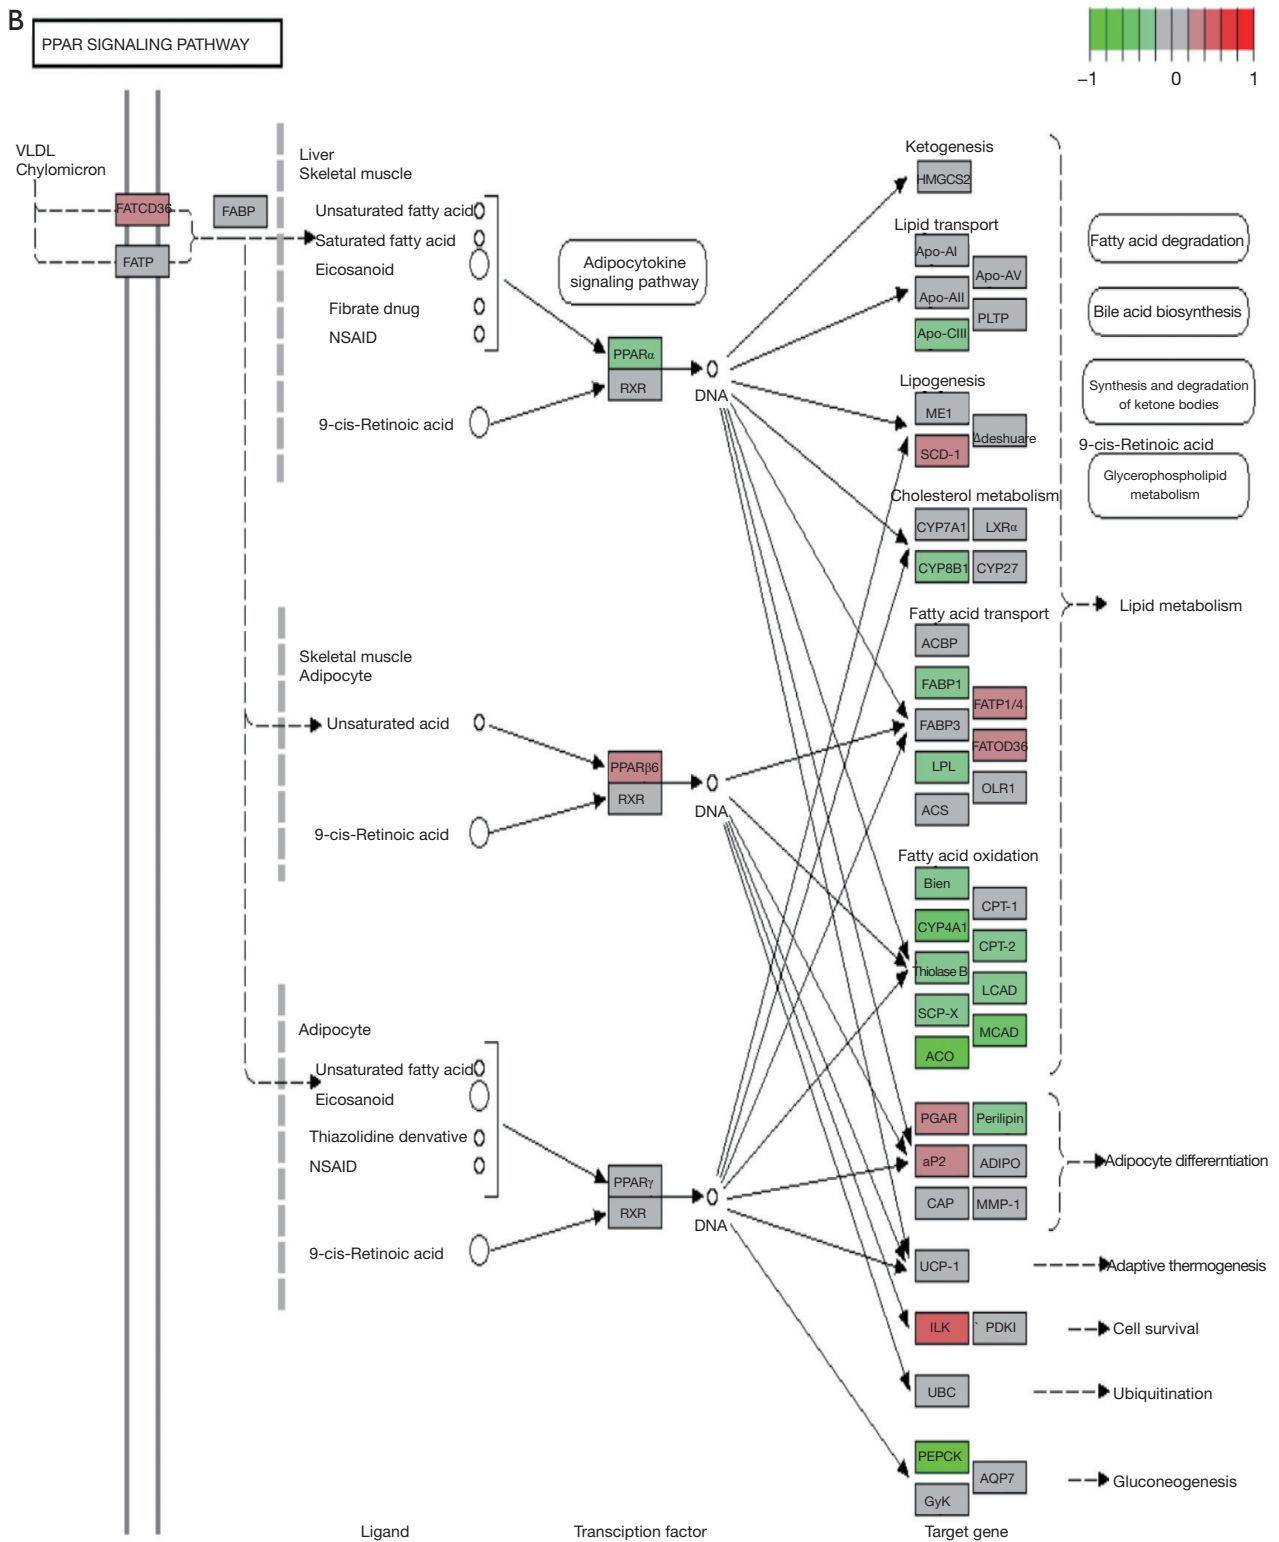 B
PPAR SIGNALING PATHWAY
−1
0
1
VLDL
Chylomicron
FATCD36
FATP
FABP
Liver
Skeletal muscle
Unsaturated fatty acid
Saturated fatty acid
Eicosanoid
Fibrate drug
NSAID
9-cis-Retinoic acid
Adipocytokine
signaling pathway
PPARα
RXR
DNA
Ketogenesis
HMGCS2
Lipid transport
Apo-AI
Apo-AV
Apo-AII
PLTP
Apo-CIII
Lipogenesis
ME1
Δdeshuare
SCD-1
Cholesterol metabolism
CYP7A1
LXRα
CYP8B1
CYP27
Fatty acid transport
ACBP
FABP1
FATP1/4
FABP3
FATOD36
LPL
OLR1
ACS
Fatty acid oxidation
Bien
CPT-1
CYP4A1
CPT-2
Thiolase B
LCAD
SCP-X
MCAD
ACO
Fatty acid degradation
Bile acid biosynthesis
Synthesis and degradation
of ketone bodies
9-cis-Retinoic acid
Glycerophospholipid
metabolism
Lipid metabolism
Skeletal muscle
Adipocyte
Unsaturated acid
9-cis-Retinoic acid
PPARβ6
RXR
DNA
Adipocyte
Unsaturated fatty acid
Eicosanoid
Thiazolidine denvative
NSAID
9-cis-Retinoic acid
PPARγ
RXR
DNA
PGAR
Perilipin
aP2
ADIPO
CAP
MMP-1
Adipocyte differerntiation
UCP-1
Adaptive thermogenesis
ILK
PDKI
Cell survival
UBC
Ubiquitination
PEPCK
AQP7
GyK
Gluconeogenesis
Ligand
Transciption factor
Target gene